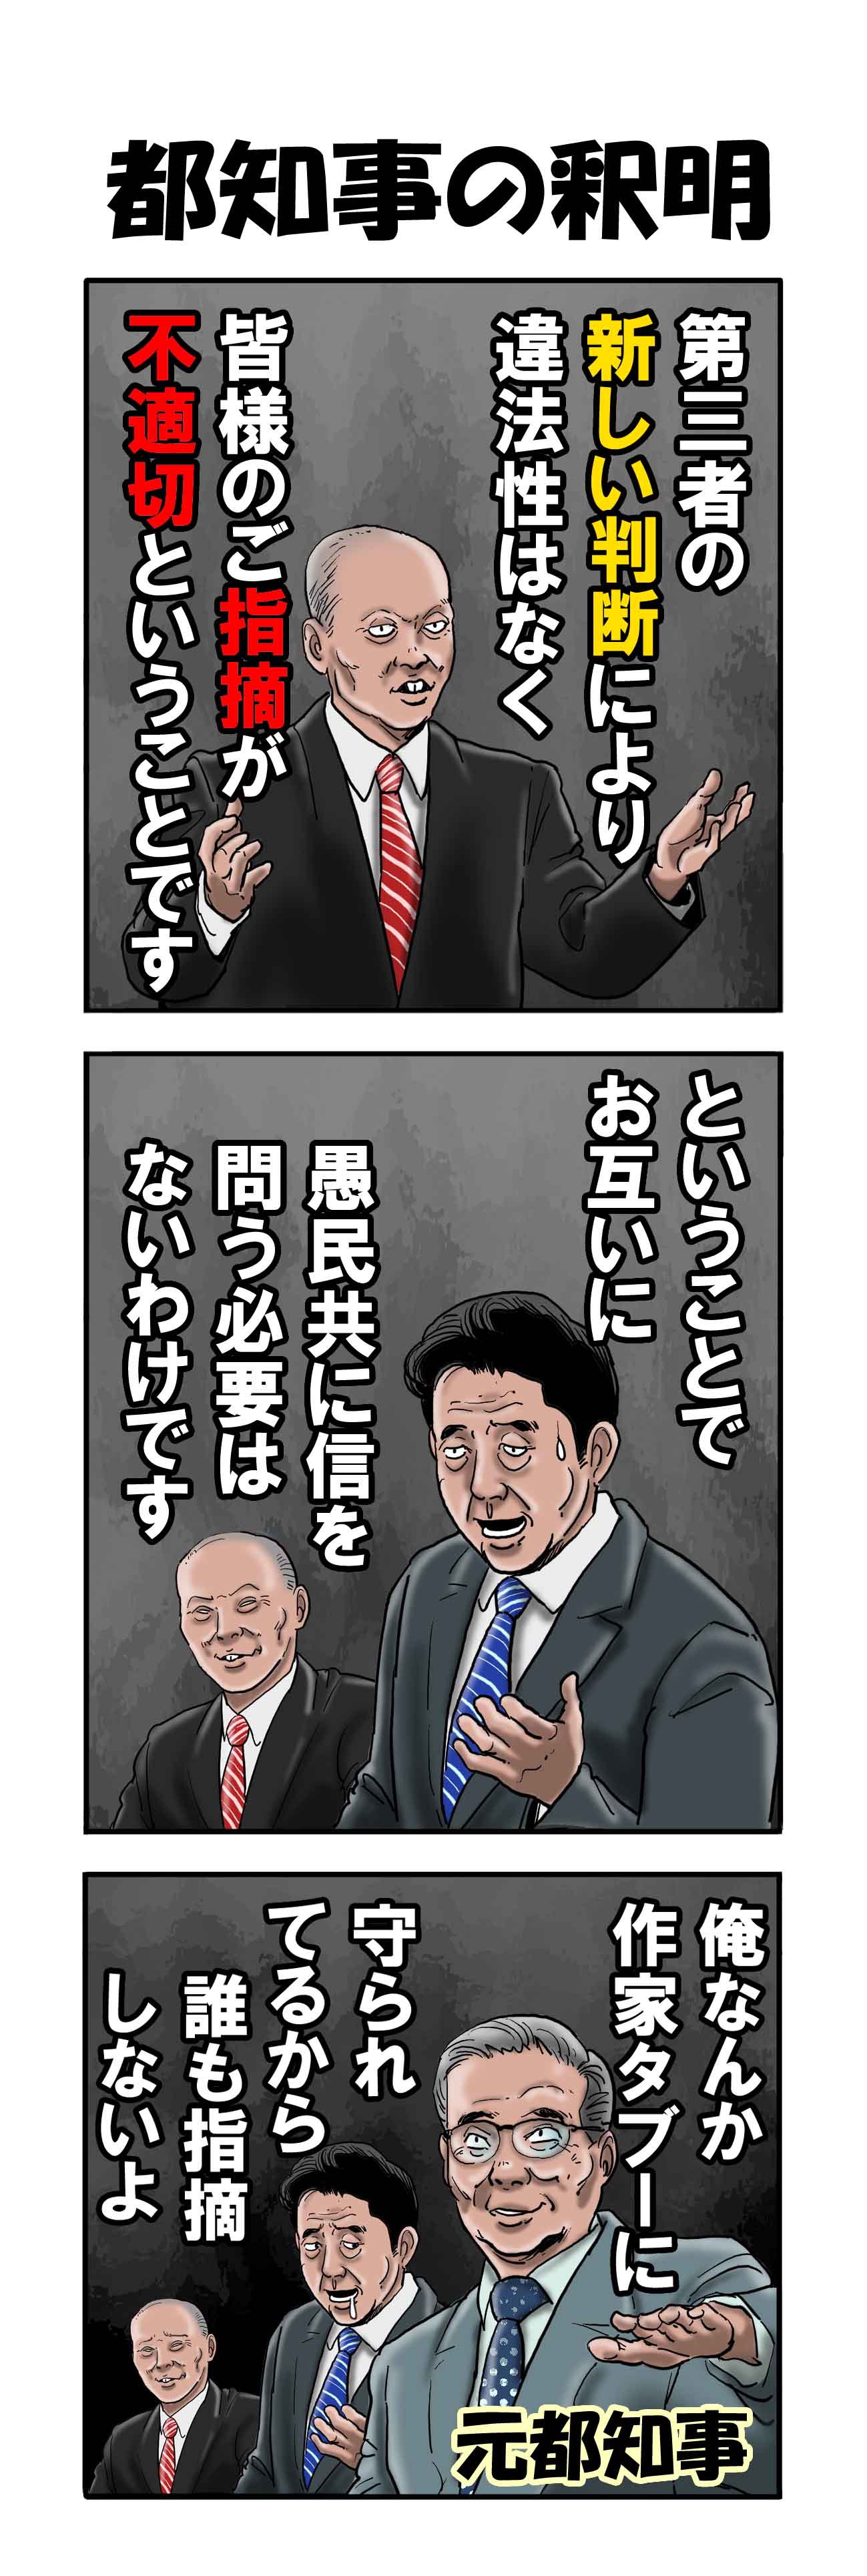 都知事の釈明
第三者の
新しい判断により
違法性はなく
皆様のご指摘が
不適切ということです
ということで
お互いに
愚民共に信を
問う必要は
ないわけです
俺なんか
作家タブーに
守られ
てるから
誰も指摘
しないよ
元都知事